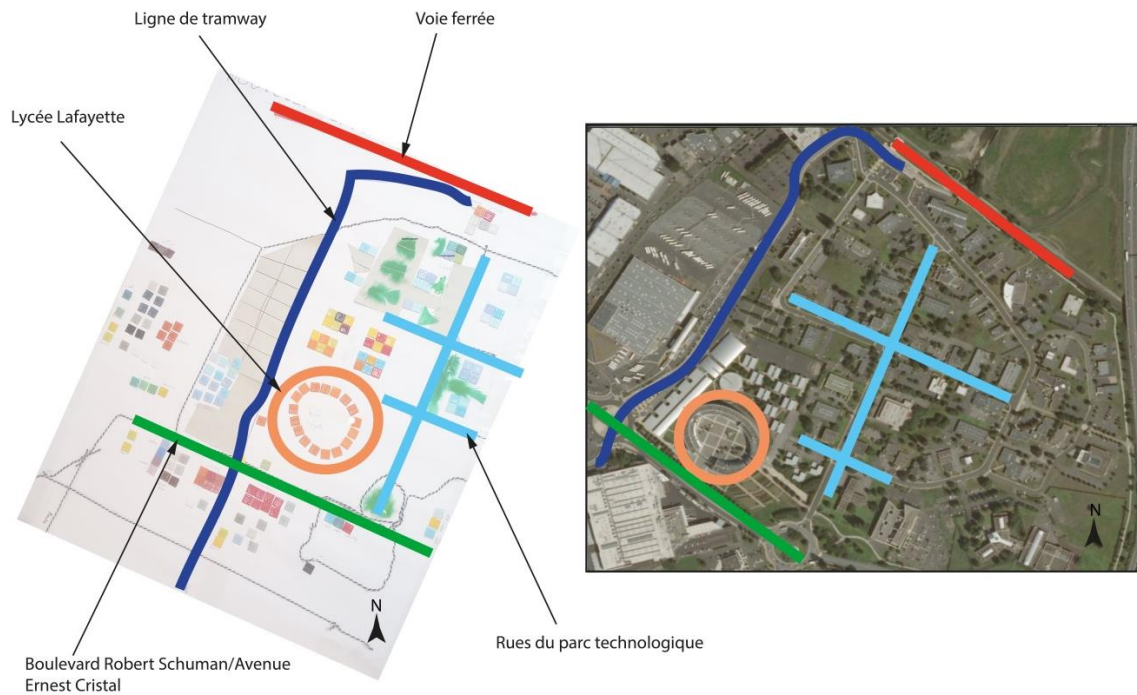 Ligne de tramway
Voie ferrée
Lycée Lafayette
N
N
Rues du parc technologique
Boulevard Robert Schuman/Avenue
Ernest Cristal